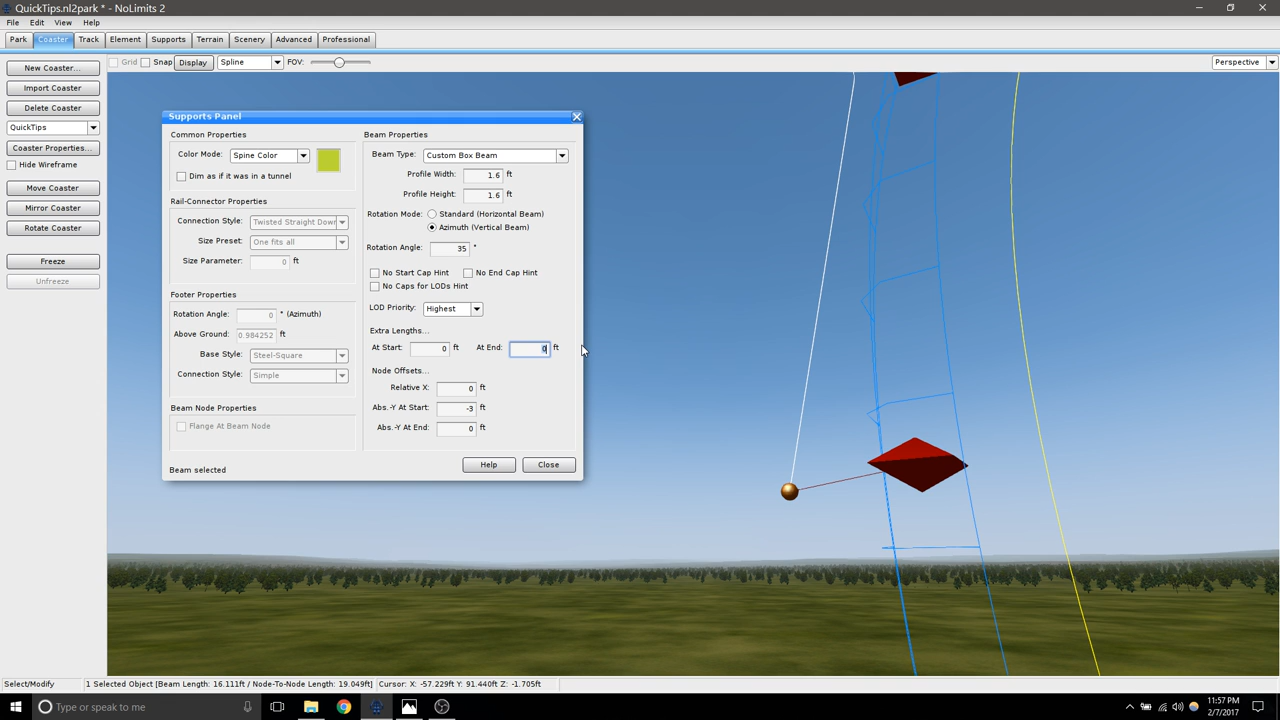 QuickTips.nl2park * - NoLimits 2
File Edit View Help
Park Coaster Track Element Supports Terrain Scenery Advanced Professional
Grid Snap Display Spline FOV: Perspective
New Coaster...
Import Coaster
Delete Coaster
QuickTips
Coaster Properties...
Hide Wireframe
Move Coaster
Mirror Coaster
Rotate Coaster
Freeze
Unfreeze
Supports Panel
Common Properties
Color Mode: Spine Color
Dim as if it was in a tunnel
Rail-Connector Properties
Connection Style: Twisted Straight Down
Size Preset: One fits all
Size Parameter: 0 ft
Footer Properties
Rotation Angle: 0 ° (Azimuth)
Above Ground: 0.984252 ft
Base Style: Steel-Square
Connection Style: Simple
Beam Node Properties
Flange At Beam Node
Beam selected
Beam Properties
Beam Type: Custom Box Beam
Profile Width: 1.6 ft
Profile Height: 1.6 ft
Rotation Mode: Standard (Horizontal Beam)
Azimuth (Vertical Beam)
Rotation Angle: 35 °
No Start Cap Hint No End Cap Hint
No Caps for LODs Hint
LOD Priority: Highest
Extra Lengths...
At Start: 0 ft At End: 0 ft
Node Offsets...
Relative X: 0 ft
Abs.-Y At Start: -3 ft
Abs.-Y At End: 0 ft
Help Close
Select/Modify 1 Selected Object [Beam Length: 16.111ft / Node-To-Node Length: 19.049ft] Cursor: X: -57.229ft Y: 91.440ft Z: -1.705ft
Type or speak to me
11:57 PM
2/7/2017